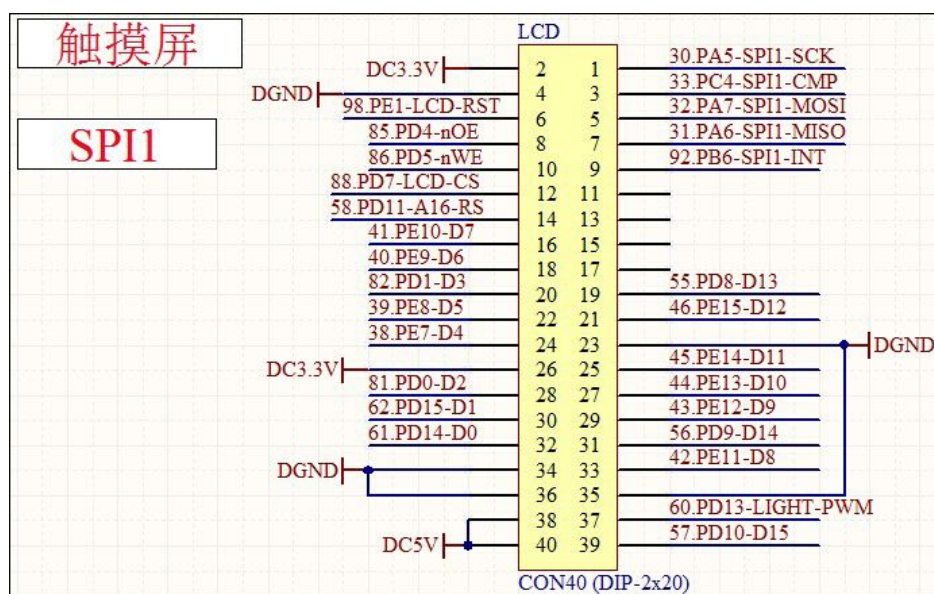 触摸屏
SPI1
LCD
DC3.3V 2 1 30.PA5-SPI1-SCK
DGND 4 3 33.PC4-SPI1-CMP
98.PE1-LCD-RST 6 5 32.PA7-SPI1-MOSI
85.PD4-nOE 8 7 31.PA6-SPI1-MISO
86.PD5-nWE 10 9 92.PB6-SPI1-INT
88.PD7-LCD-CS 12 11
58.PD11-A16-RS 14 13
41.PE10-D7 16 15
40.PE9-D6 18 17
82.PD1-D3 20 19 55.PD8-D13
39.PE8-D5 22 21 46.PE15-D12
38.PE7-D4 24 23 DGND
DC3.3V 26 25 45.PE14-D11
81.PD0-D2 28 27 44.PE13-D10
62.PD15-D1 30 29 43.PE12-D9
61.PD14-D0 32 31 56.PD9-D14
DGND 34 33 42.PE11-D8
36 35
38 37 60.PD13-LIGHT-PWM
DC5V 40 39 57.PD10-D15
CON40 (DIP-2x20)